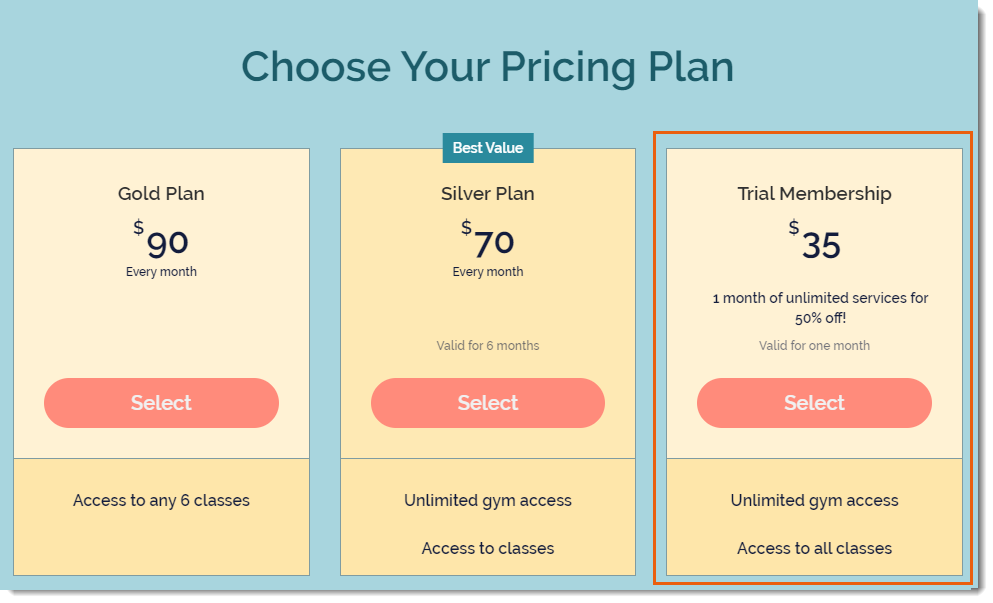 Choose Your Pricing Plan
Gold Plan
$90
Every month
Select
Access to any 6 classes
Best Value
Silver Plan
$70
Every month
Valid for 6 months
Select
Unlimited gym access
Access to classes
Trial Membership
$35
1 month of unlimited services for
50% off!
Valid for one month
Select
Unlimited gym access
Access to all classes